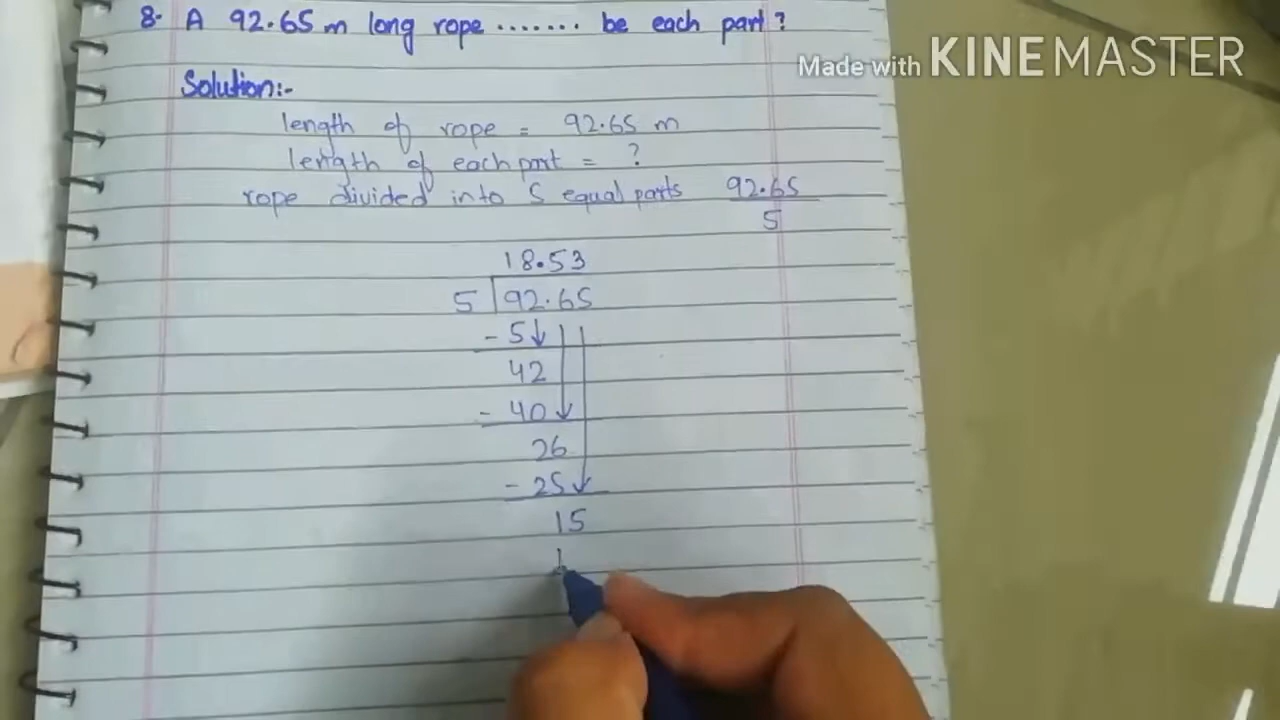 8. A 92.65 m long rope ....... be each part?
Made with KINEMASTER
Solution:-
length of rope = 92.65 m
length of each part = ?
rope divided into 5 equal parts 92.65
5
18.53
5 92.65
- 5
42
- 40
26
- 25
15
1